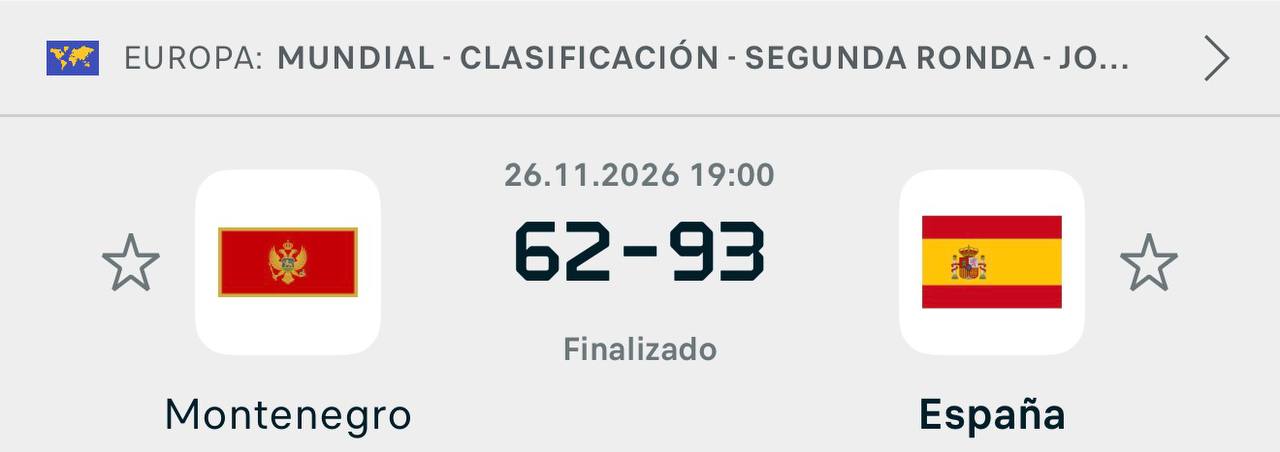 EUROPA: MUNDIAL - CLASIFICACIÓN - SEGUNDA RONDA - JO...
26.11.2026 19:00
62-93
Finalizado
Montenegro
España